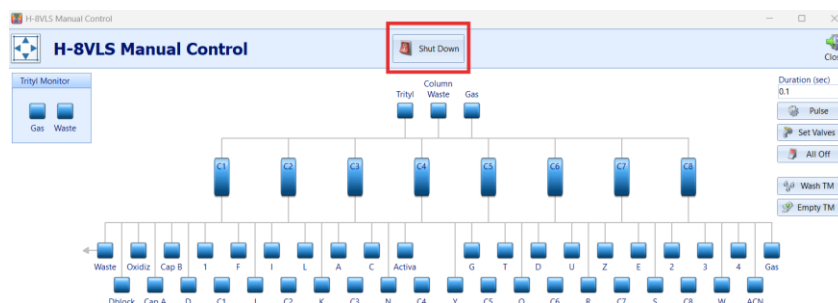 H-8VLS Manual Control
H-8VLS Manual Control
Shut Down
Clos
Trityl Monitor
Gas Waste
Trityl Column Waste Gas
Duration (sec)
0.1
Pulse
Set Valves
All Off
Wash TM
Empty TM
C1 C2 C3 C4 C5 C6 C7 C8
Waste Oxidiz Cap B 1 F I L A C Activa G T D U Z E 2 3 4 Gas
Dblock Cap A D C1 J C2 K C3 N C4 Y C5 O C6 R C7 S C8 W ACN